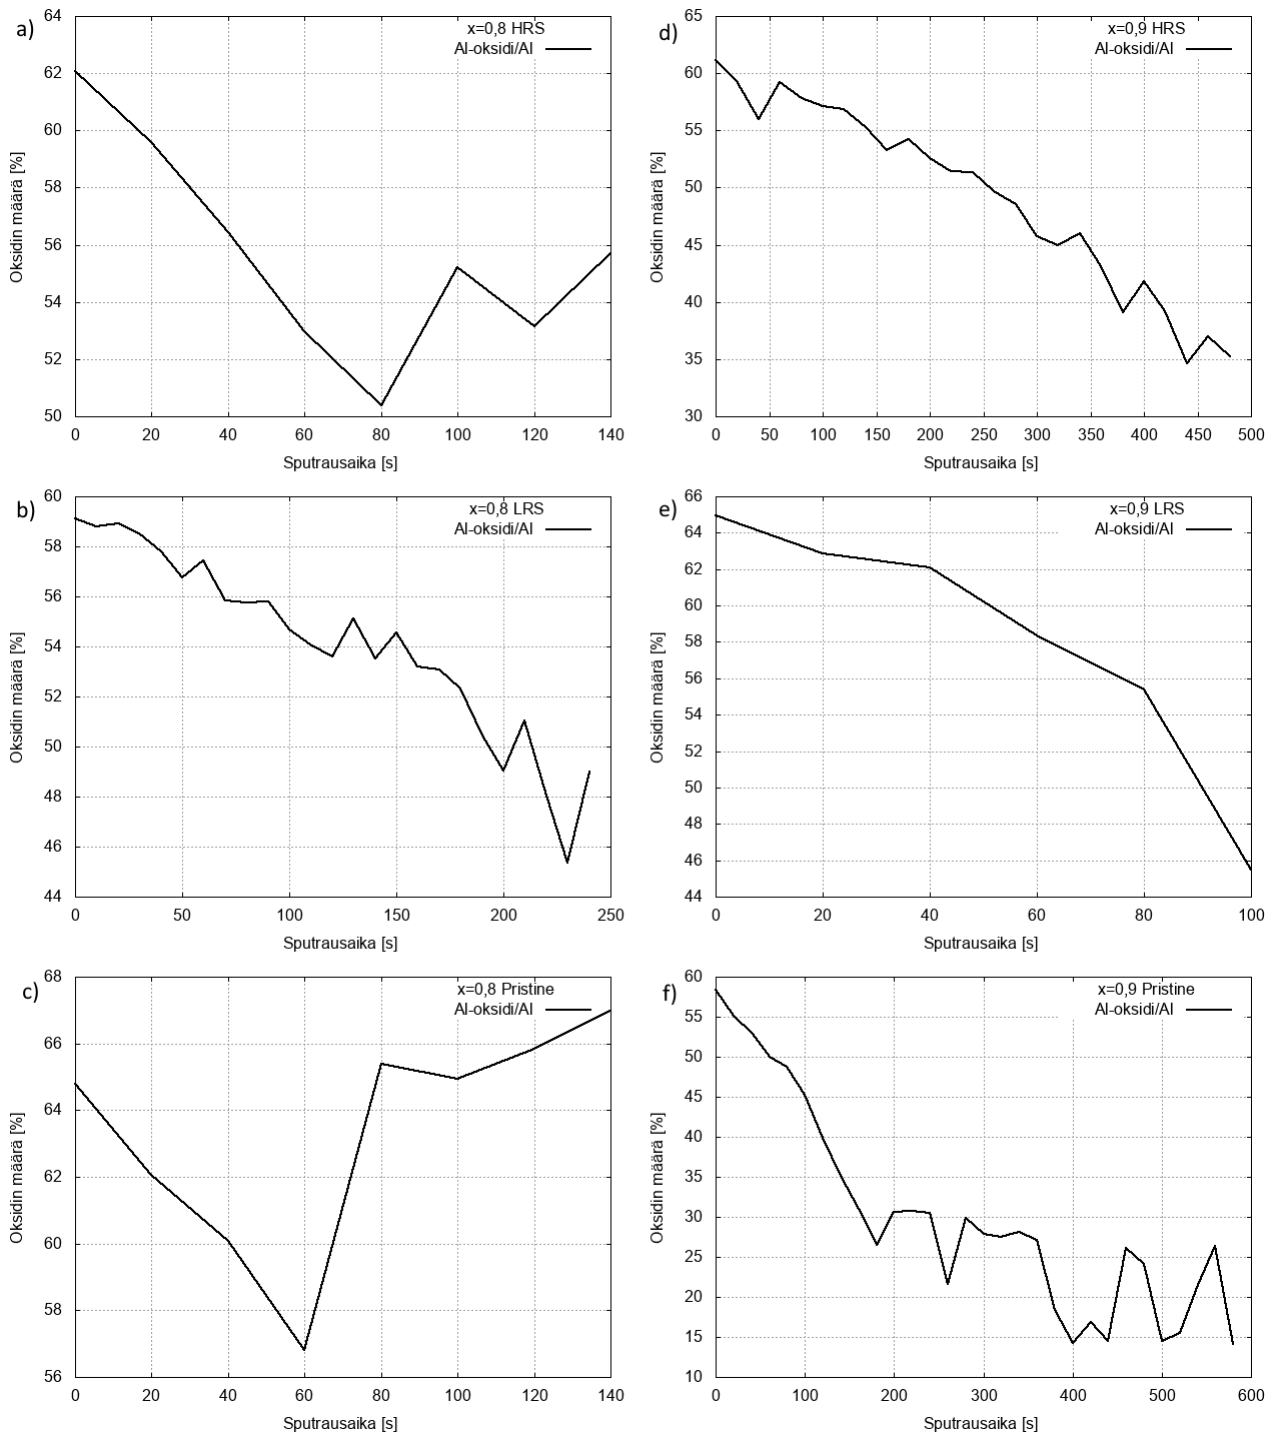 a)
x=0,8 HRS
Al-oksidi/Al
Oksidin määrä [%]
64
62
60
58
56
54
52
50
0 20 40 60 80 100 120 140
Sputrausaika [s]
d)
x=0,9 HRS
Al-oksidi/Al
Oksidin määrä [%]
65
60
55
50
45
40
35
30
0 50 100 150 200 250 300 350 400 450 500
Sputrausaika [s]
b)
x=0,8 LRS
Al-oksidi/Al
Oksidin määrä [%]
60
58
56
54
52
50
48
46
44
0 50 100 150 200 250
Sputrausaika [s]
e)
x=0,9 LRS
Al-oksidi/Al
Oksidin määrä [%]
66
64
62
60
58
56
54
52
50
48
46
44
0 20 40 60 80 100
Sputrausaika [s]
c)
x=0,8 Pristine
Al-oksidi/Al
Oksidin määrä [%]
68
66
64
62
60
58
56
0 20 40 60 80 100 120 140
Sputrausaika [s]
f)
x=0,9 Pristine
Al-oksidi/Al
Oksidin määrä [%]
60
55
50
45
40
35
30
25
20
15
10
0 100 200 300 400 500 600
Sputrausaika [s]